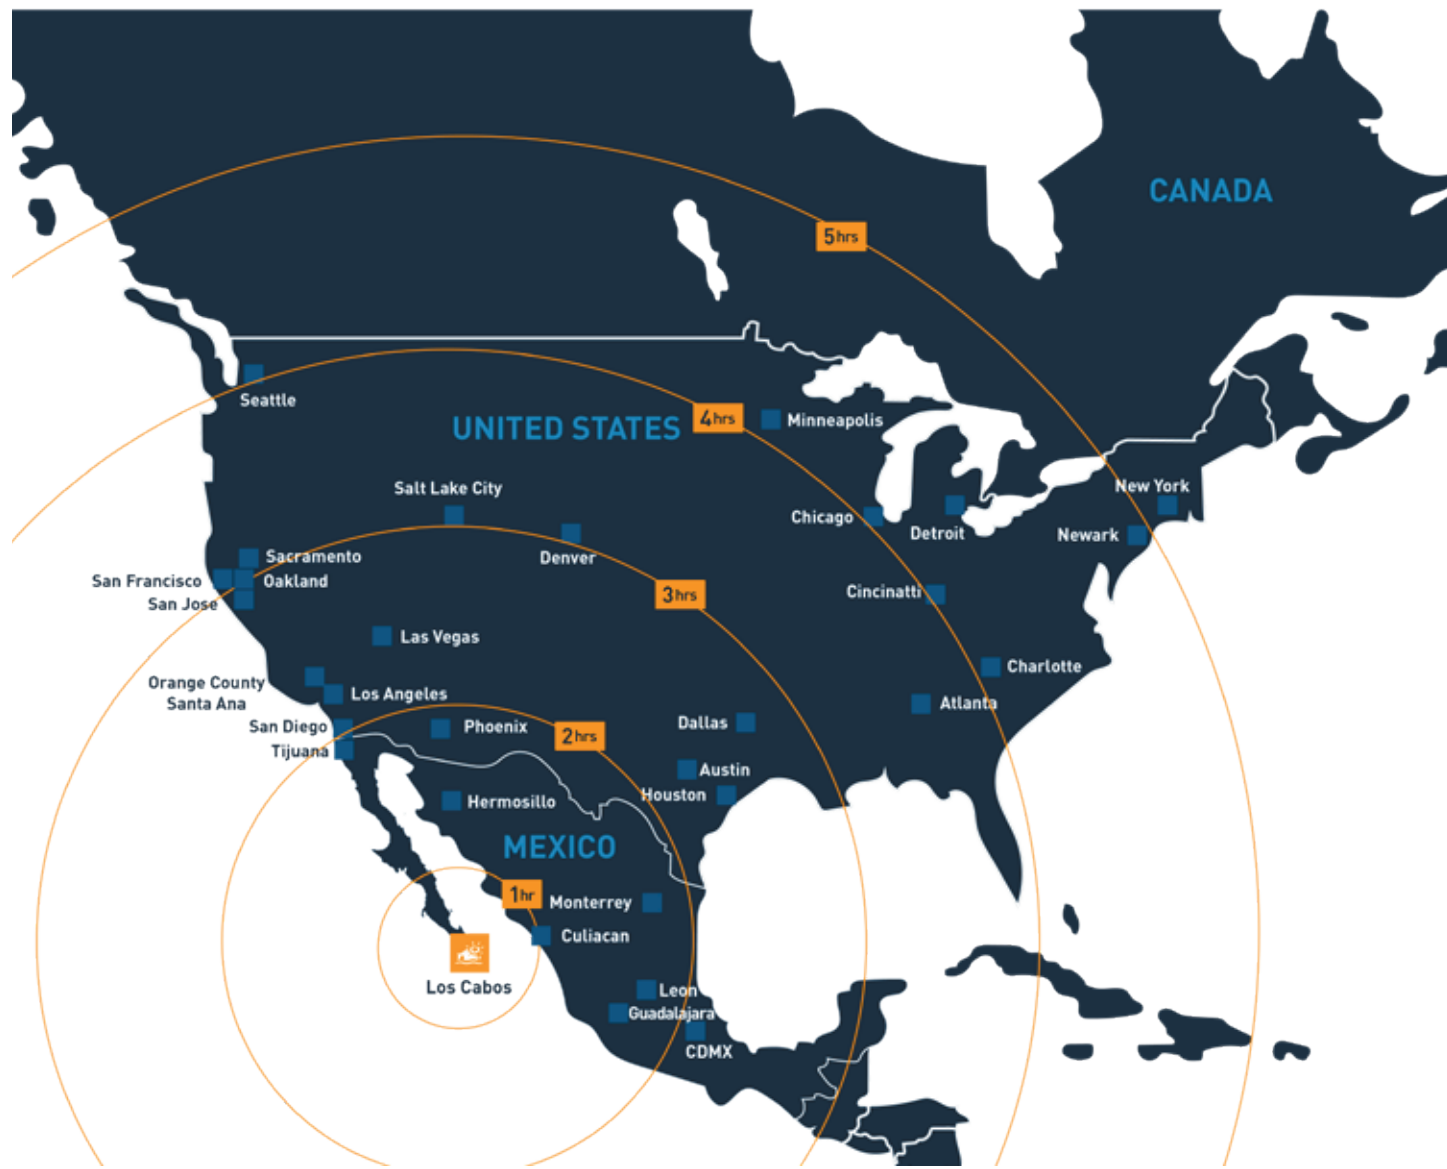 CANADA
5hrs
Seattle
UNITED STATES
4hrs
Minneapolis
Salt Lake City
New York
Chicago
Detroit
Newark
Denver
Sacramento
San Francisco
Oakland
San Jose
3hrs
Cincinatti
Las Vegas
Charlotte
Orange County
Santa Ana
Los Angeles
Atlanta
San Diego
Phoenix
Dallas
2hrs
Tijuana
Austin
Houston
Hermosillo
MEXICO
1hr
Monterrey
Culiacan
Los Cabos
Leon
Guadalajara
CDMX